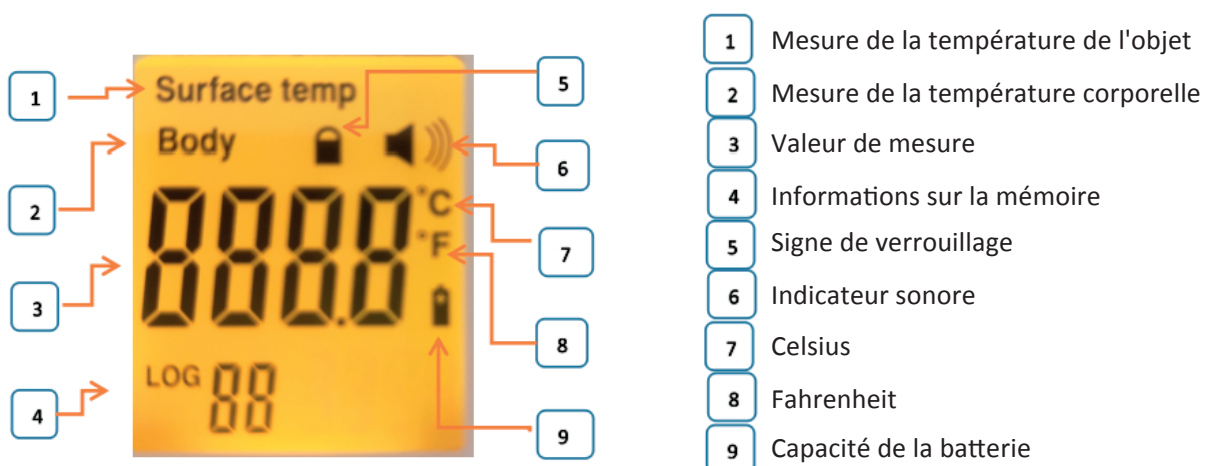 1
2
3
4
Surface temp
Body
°C
888.8
°F
LOG 88
5
6
7
8
9
1 Mesure de la température de l'objet
2 Mesure de la température corporelle
3 Valeur de mesure
4 Informations sur la mémoire
5 Signe de verrouillage
6 Indicateur sonore
7 Celsius
8 Fahrenheit
9 Capacité de la batterie